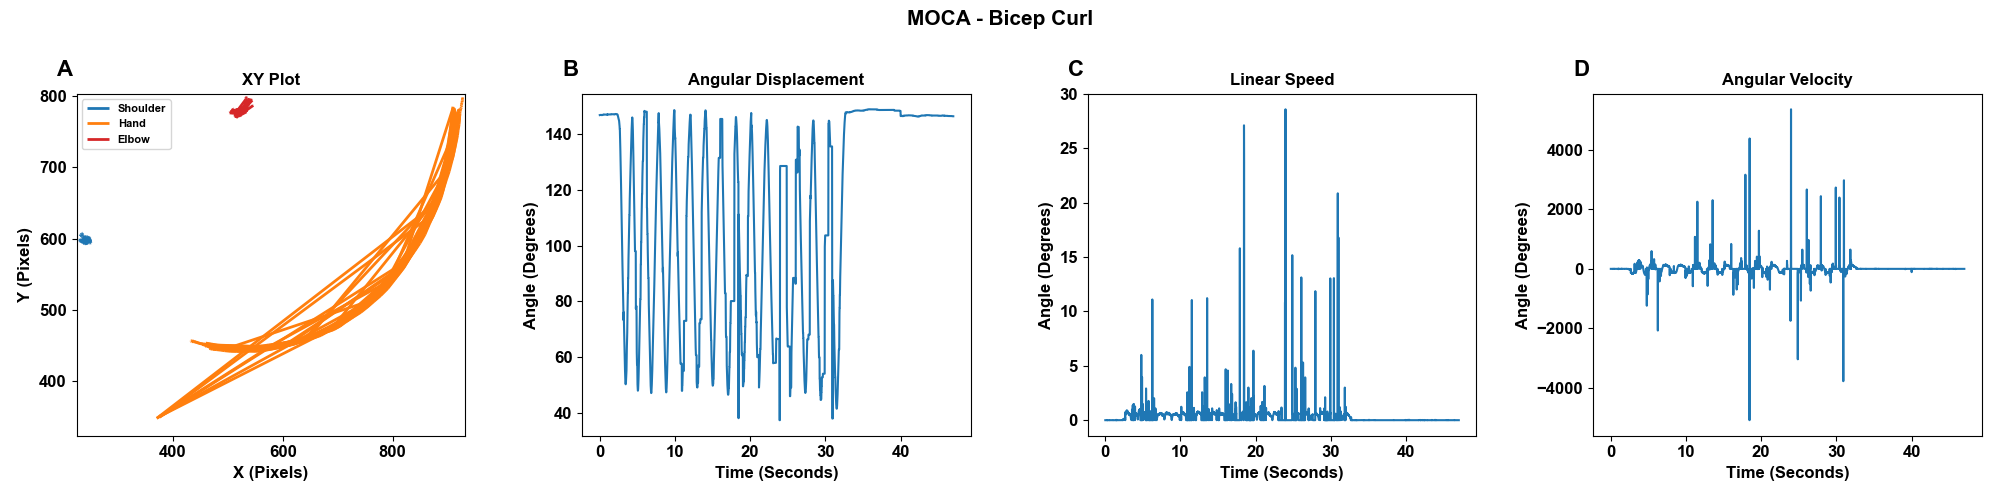 MOCA - Bicep Curl
A
XY Plot
Shoulder
Hand
Elbow
800
700
600
500
400
Y (Pixels)
400
600
800
X (Pixels)
B
Angular Displacement
140
120
100
80
60
40
Angle (Degrees)
0
10
20
30
40
Time (Seconds)
C
Linear Speed
30
25
20
15
10
5
0
Angle (Degrees)
0
10
20
30
40
Time (Seconds)
D
Angular Velocity
4000
2000
0
−2000
−4000
Angle (Degrees)
0
10
20
30
40
Time (Seconds)